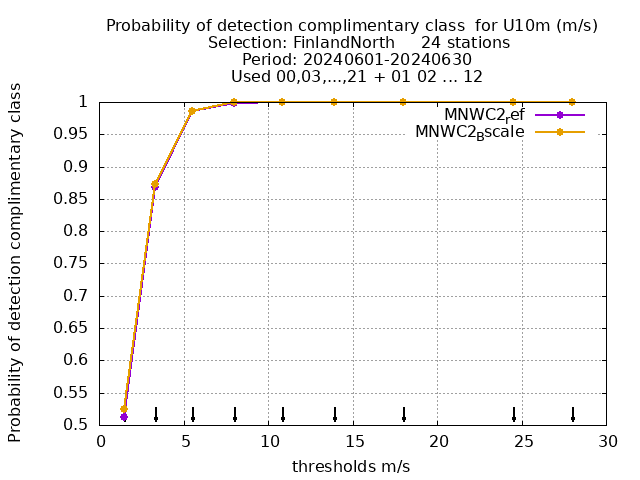 Probability of detection complimentary class  for U10m (m/s)
Selection: FinlandNorth     24 stations
Period: 20240601-20240630
Used 00,03,...,21 + 01 02 ... 12
Probability of detection complimentary class
1
0.95
0.9
0.85
0.8
0.75
0.7
0.65
0.6
0.55
0.5
MNWC2ref
MNWC2Bscale
0 5 10 15 20 25 30
thresholds m/s